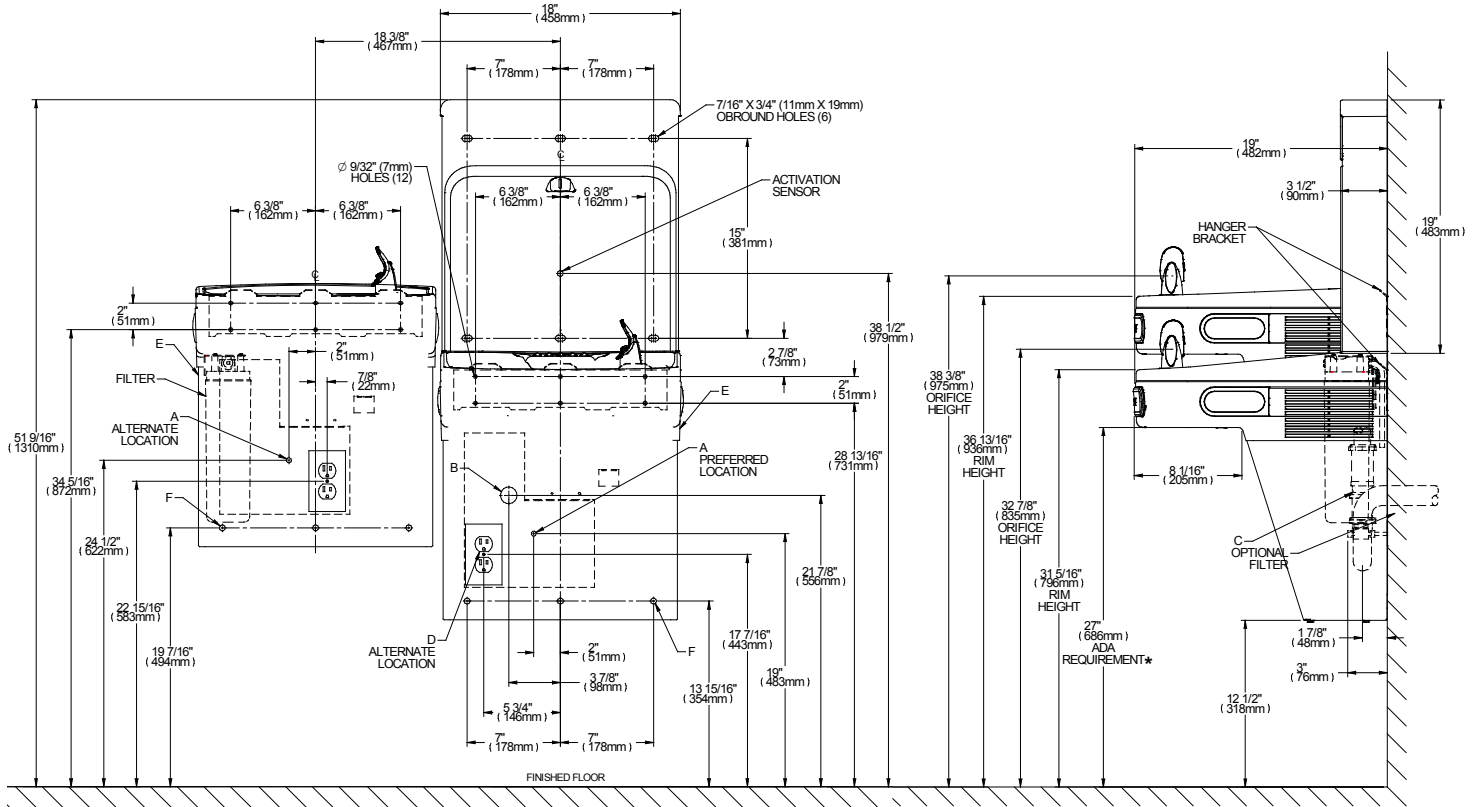 18"
(458mm)
18 3/8"
(467mm)
7"
(178mm)
7"
(178mm)
7/16" X 3/4" (11mm X 19mm)
OBROUND HOLES (6)
℄
Ø 9/32" (7mm)
HOLES (12)
ACTIVATION
SENSOR
6 3/8"
(162mm)
6 3/8"
(162mm)
6 3/8"
(162mm)
6 3/8"
(162mm)
15"
(381mm)
℄
2"
(51mm)
E
FILTER
A
ALTERNATE
LOCATION
2"
(51mm)
7/8"
(22mm)
F
51 9/16"
(1310mm)
34 5/16"
(872mm)
24 1/2"
(622mm)
22 15/16"
(583mm)
19 7/16"
(494mm)
2 7/8"
(73mm)
2"
(51mm)
E
A
PREFERRED
LOCATION
B
D
ALTERNATE
LOCATION
F
2"
(51mm)
3 7/8"
(98mm)
5 3/4"
(146mm)
7"
(178mm)
7"
(178mm)
13 15/16"
(354mm)
17 7/16"
(443mm)
19"
(483mm)
21 7/8"
(556mm)
28 13/16"
(731mm)
38 1/2"
(979mm)
FINISHED FLOOR
19"
(482mm)
3 1/2"
(90mm)
19"
(483mm)
HANGER
BRACKET
38 3/8"
(975mm)
ORIFICE
HEIGHT
36 13/16"
(936mm)
RIM
HEIGHT
32 7/8"
(835mm)
ORIFICE
HEIGHT
31 5/16"
(796mm)
RIM
HEIGHT
27"
(686mm)
ADA
REQUIREMENT*
8 1/16"
(205mm)
C
OPTIONAL
FILTER
1 7/8"
(48mm)
3"
(76mm)
12 1/2"
(318mm)